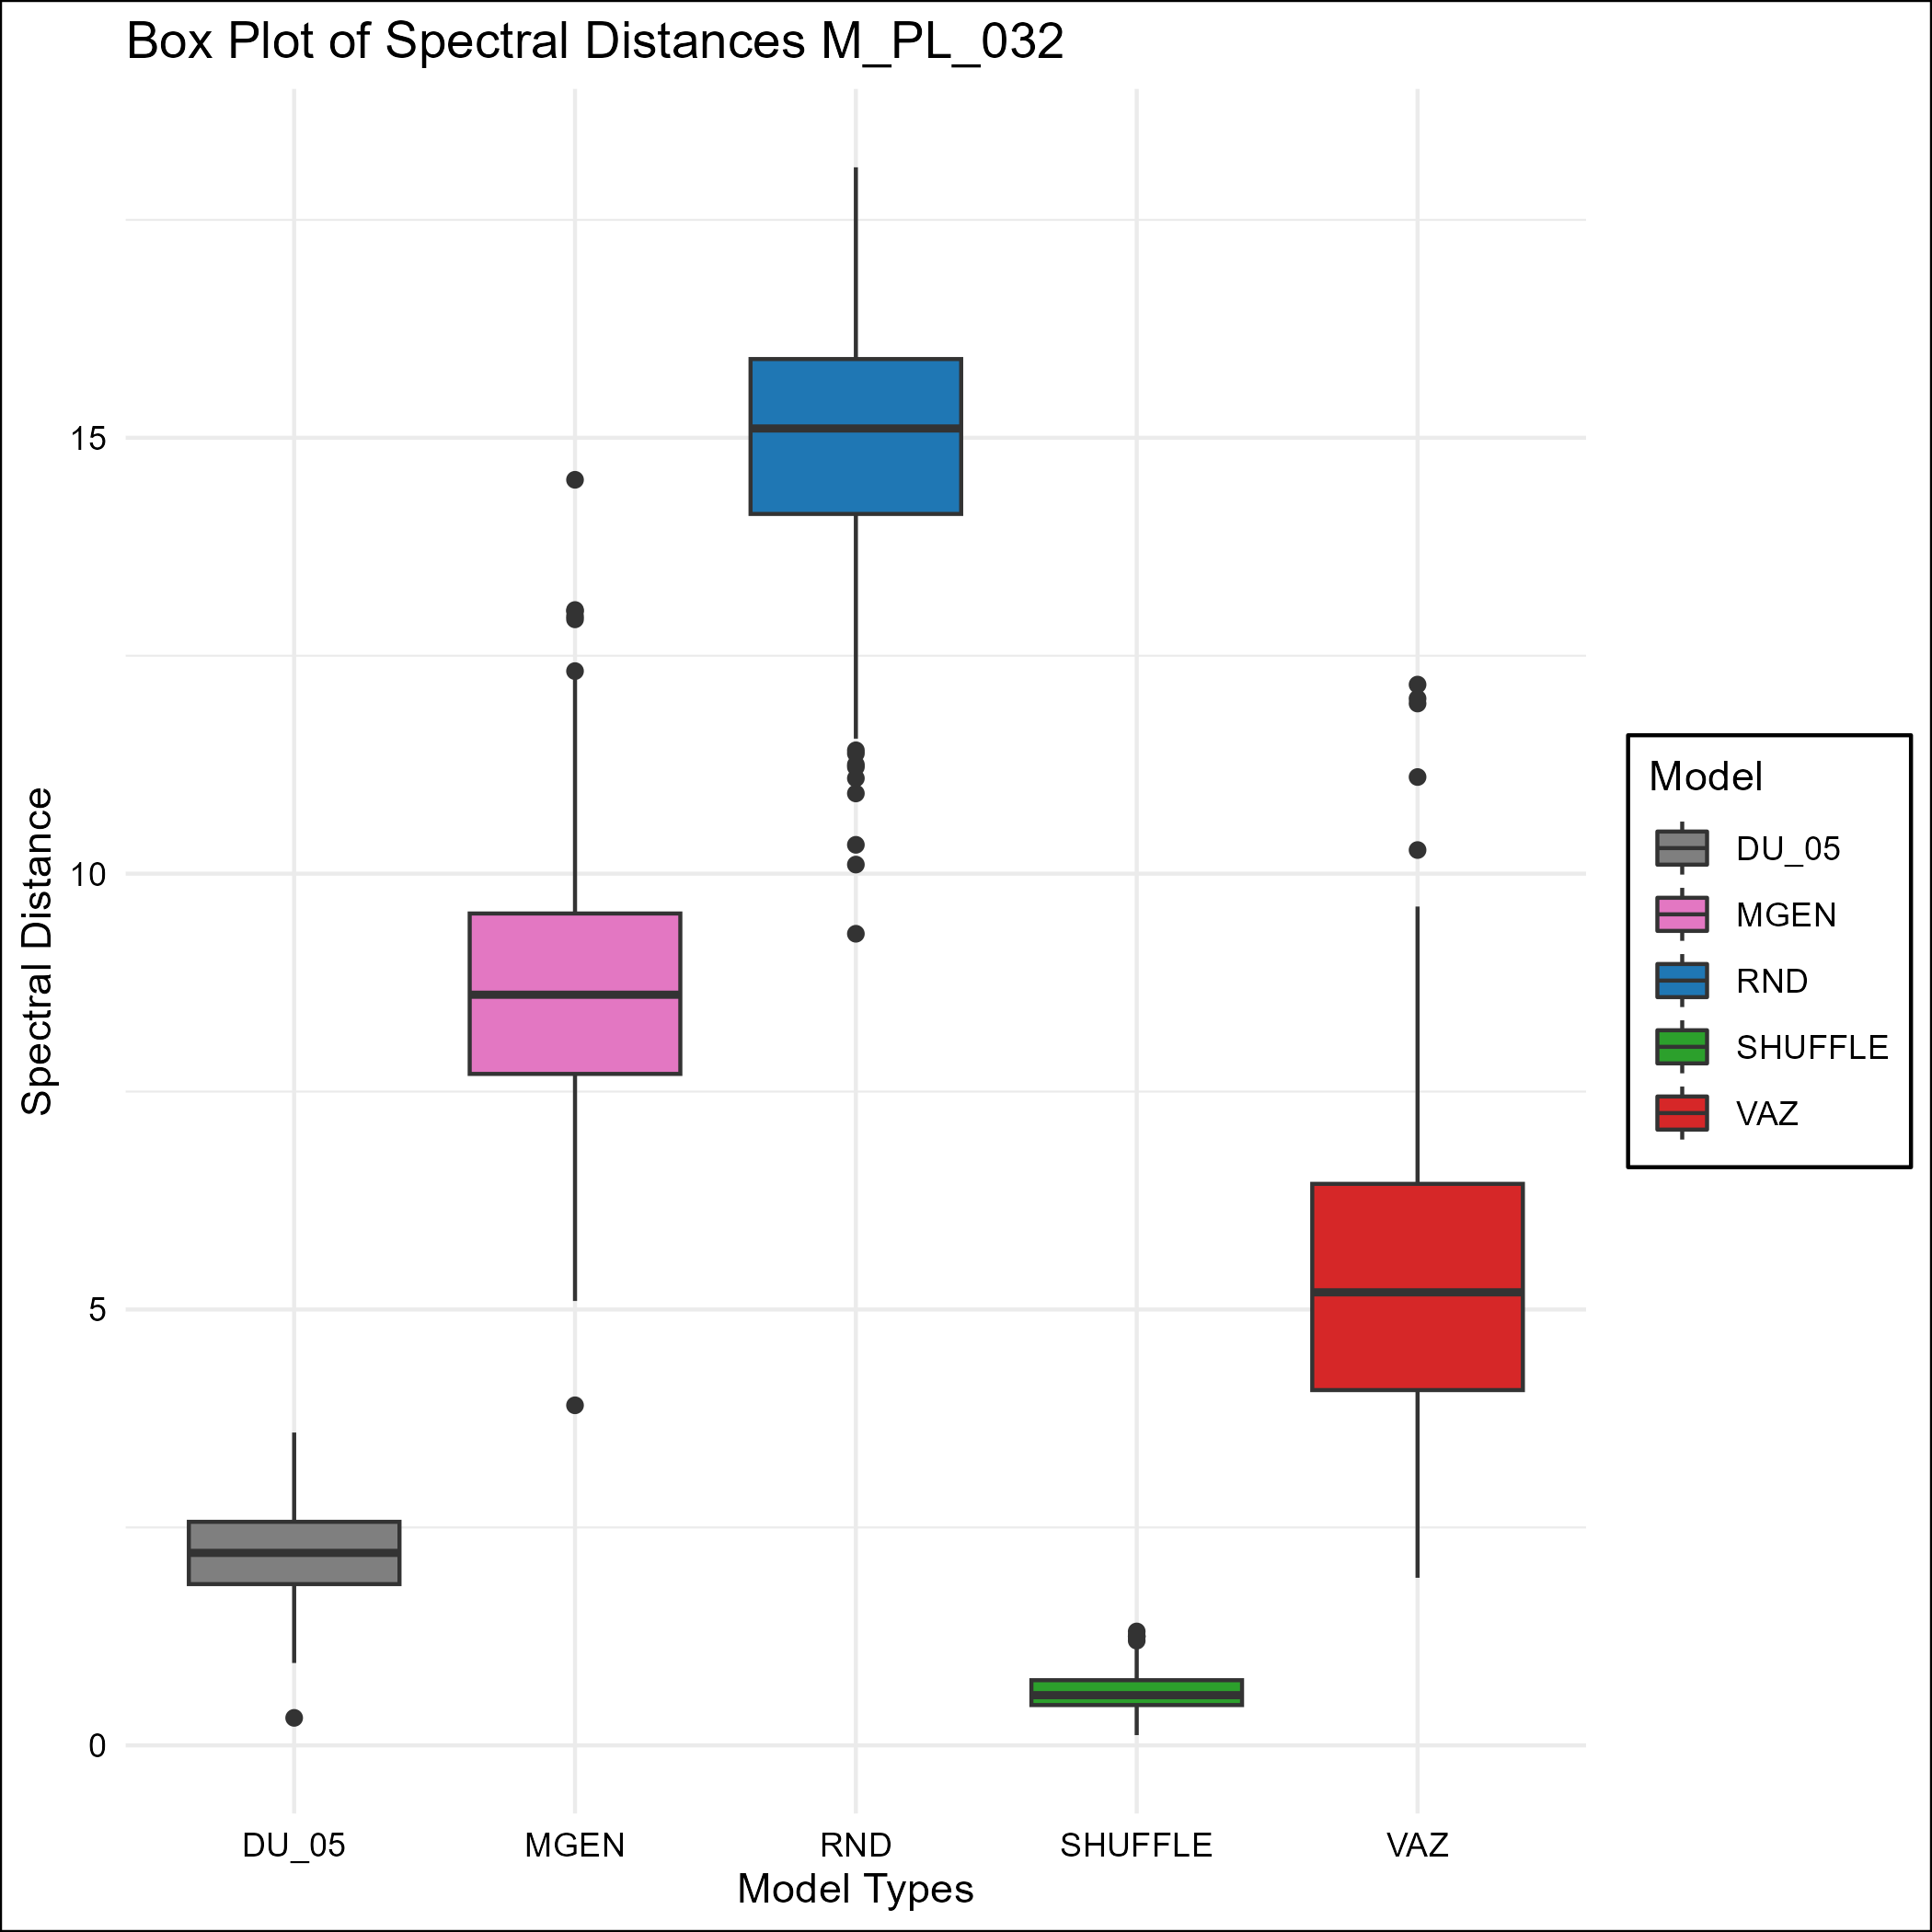 Box Plot of Spectral Distances M_PL_032
Spectral Distance
15
10
5
0
DU_05
MGEN
RND
SHUFFLE
VAZ
Model Types
Model
DU_05
MGEN
RND
SHUFFLE
VAZ